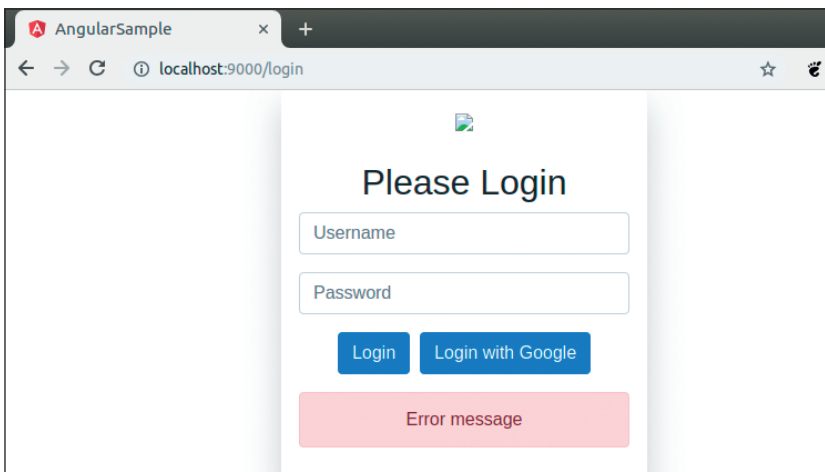 AngularSample
localhost:9000/login
Please Login
Username
Password
Login Login with Google
Error message